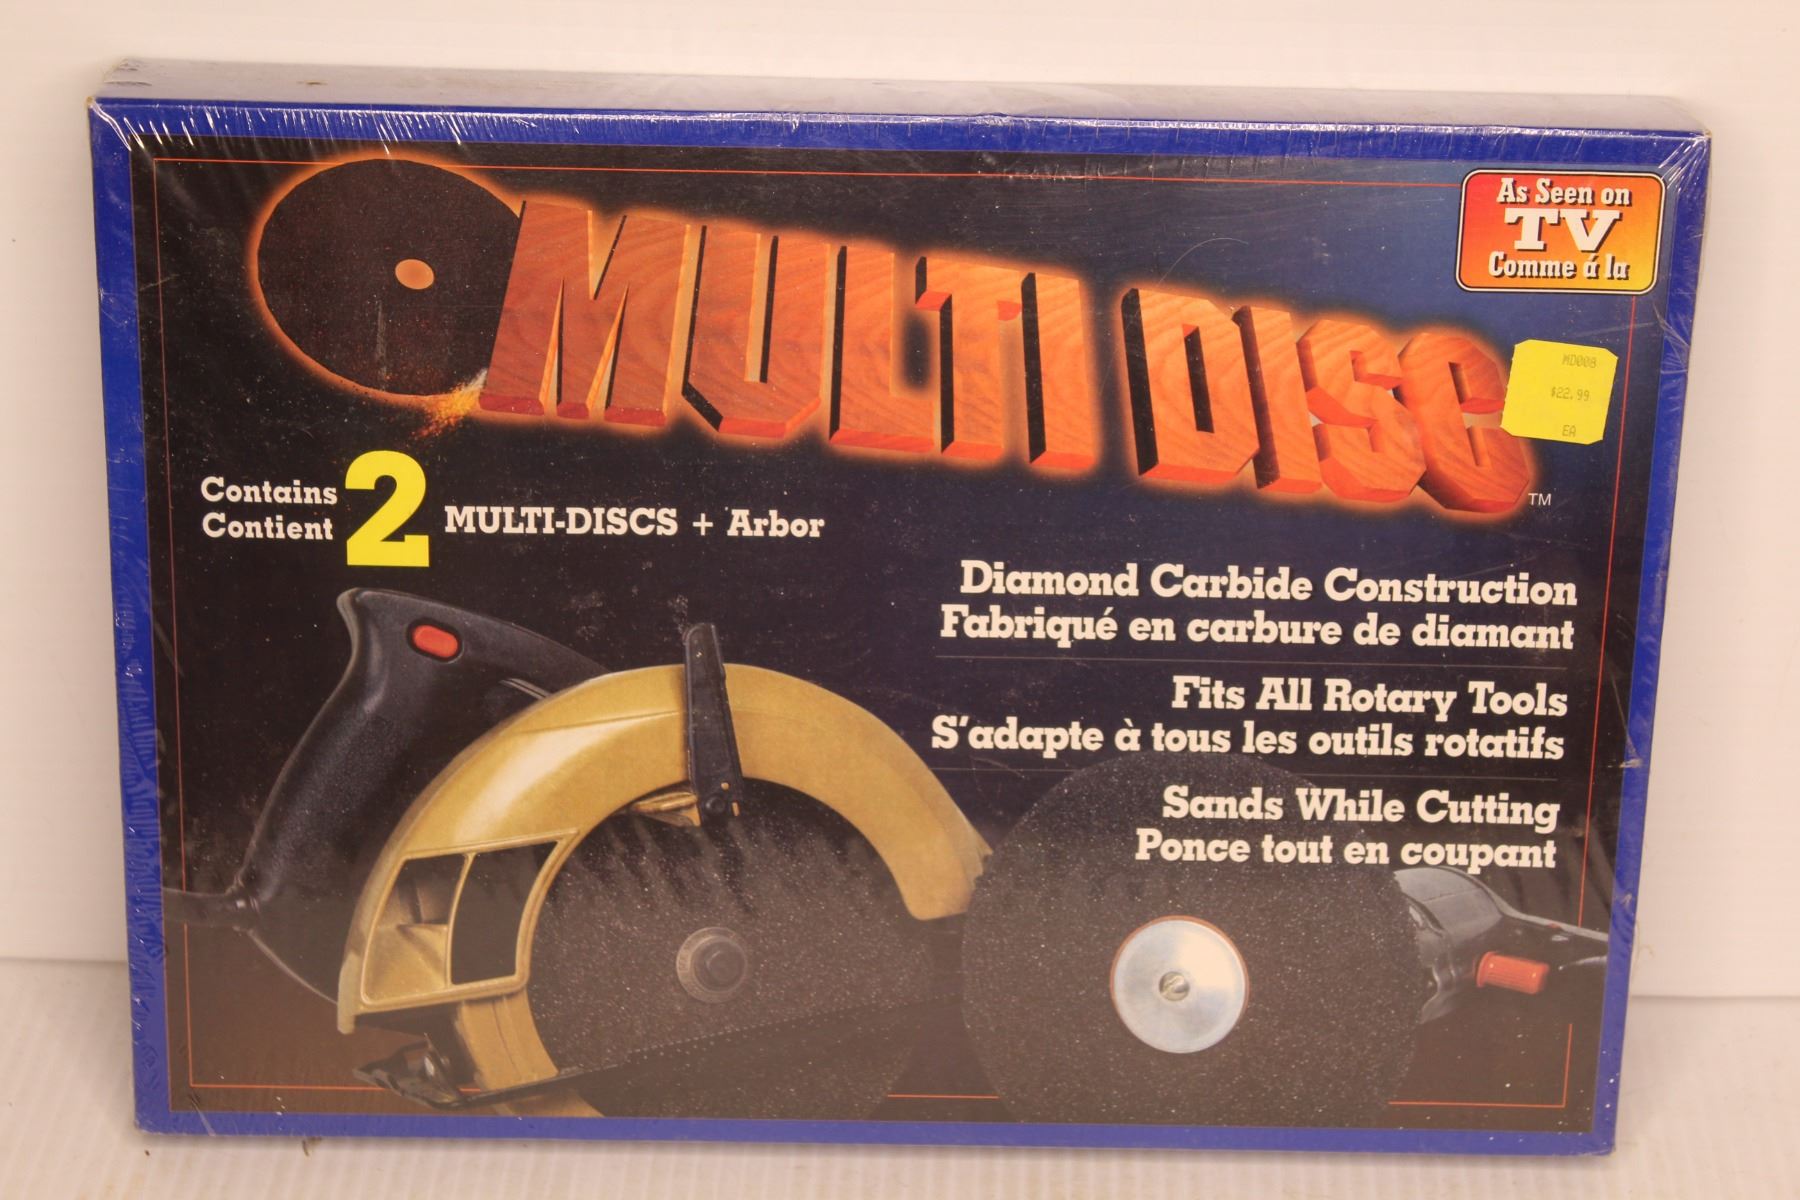 As Seen on
TV
Comme á la
MULTI DISC
TM
MD008
$22.99
EA
Contains
Contient
2
MULTI-DISCS + Arbor
Diamond Carbide Construction
Fabriqué en carbure de diamant
Fits All Rotary Tools
S'adapte à tous les outils rotatifs
Sands While Cutting
Ponce tout en coupant